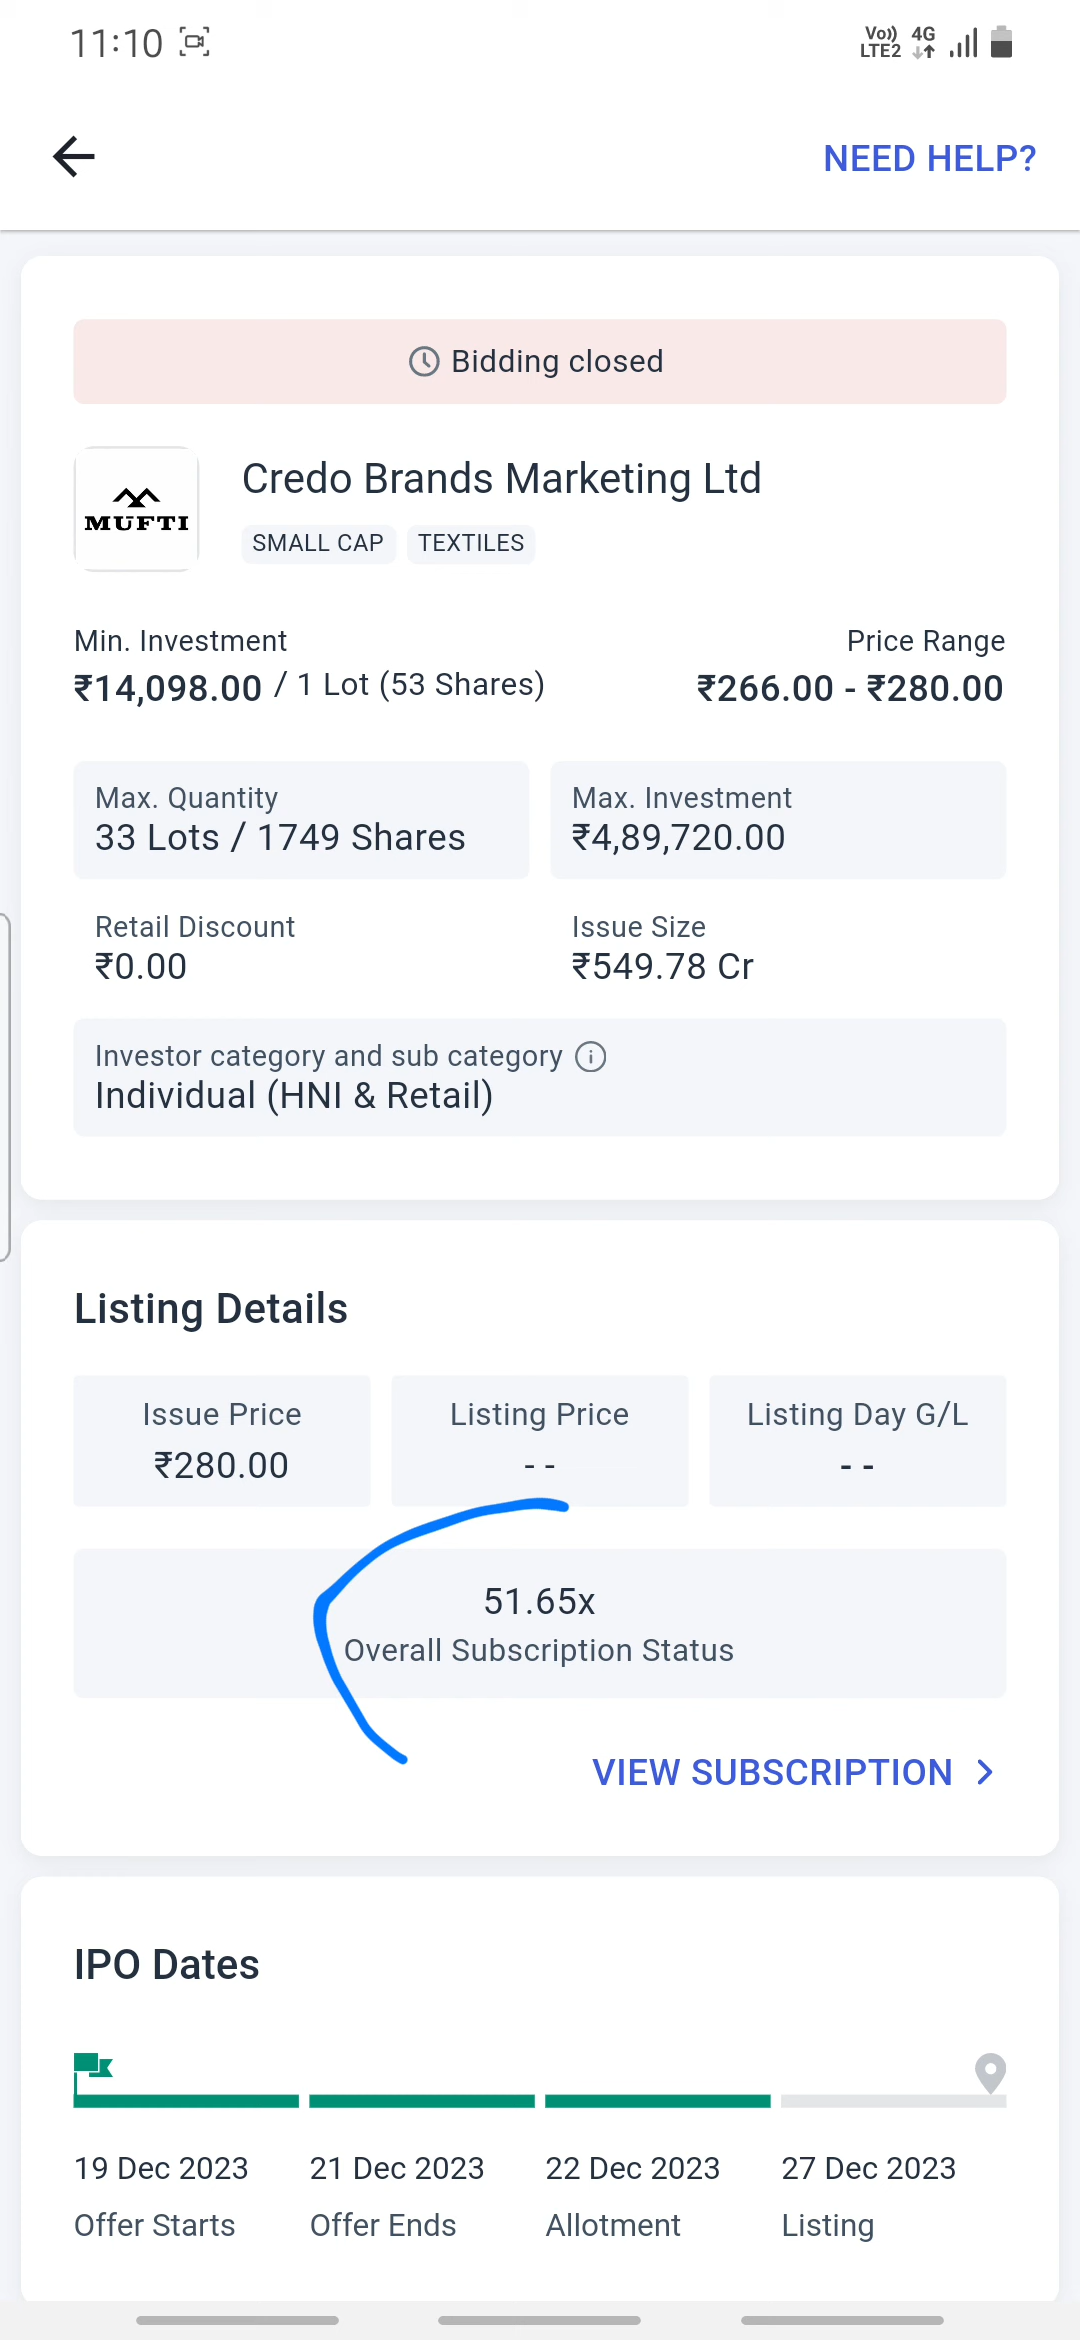 11:10
Vo)) 4G
LTE2
NEED HELP?
Bidding closed
MUFTI
Credo Brands Marketing Ltd
SMALL CAP TEXTILES
Min. Investment Price Range
₹14,098.00 / 1 Lot (53 Shares) ₹266.00 - ₹280.00
Max. Quantity Max. Investment
33 Lots / 1749 Shares ₹4,89,720.00
Retail Discount Issue Size
₹0.00 ₹549.78 Cr
Investor category and sub category i
Individual (HNI & Retail)
Listing Details
Issue Price Listing Price Listing Day G/L
₹280.00 - - - -
51.65x
Overall Subscription Status
VIEW SUBSCRIPTION >
IPO Dates
19 Dec 2023 21 Dec 2023 22 Dec 2023 27 Dec 2023
Offer Starts Offer Ends Allotment Listing